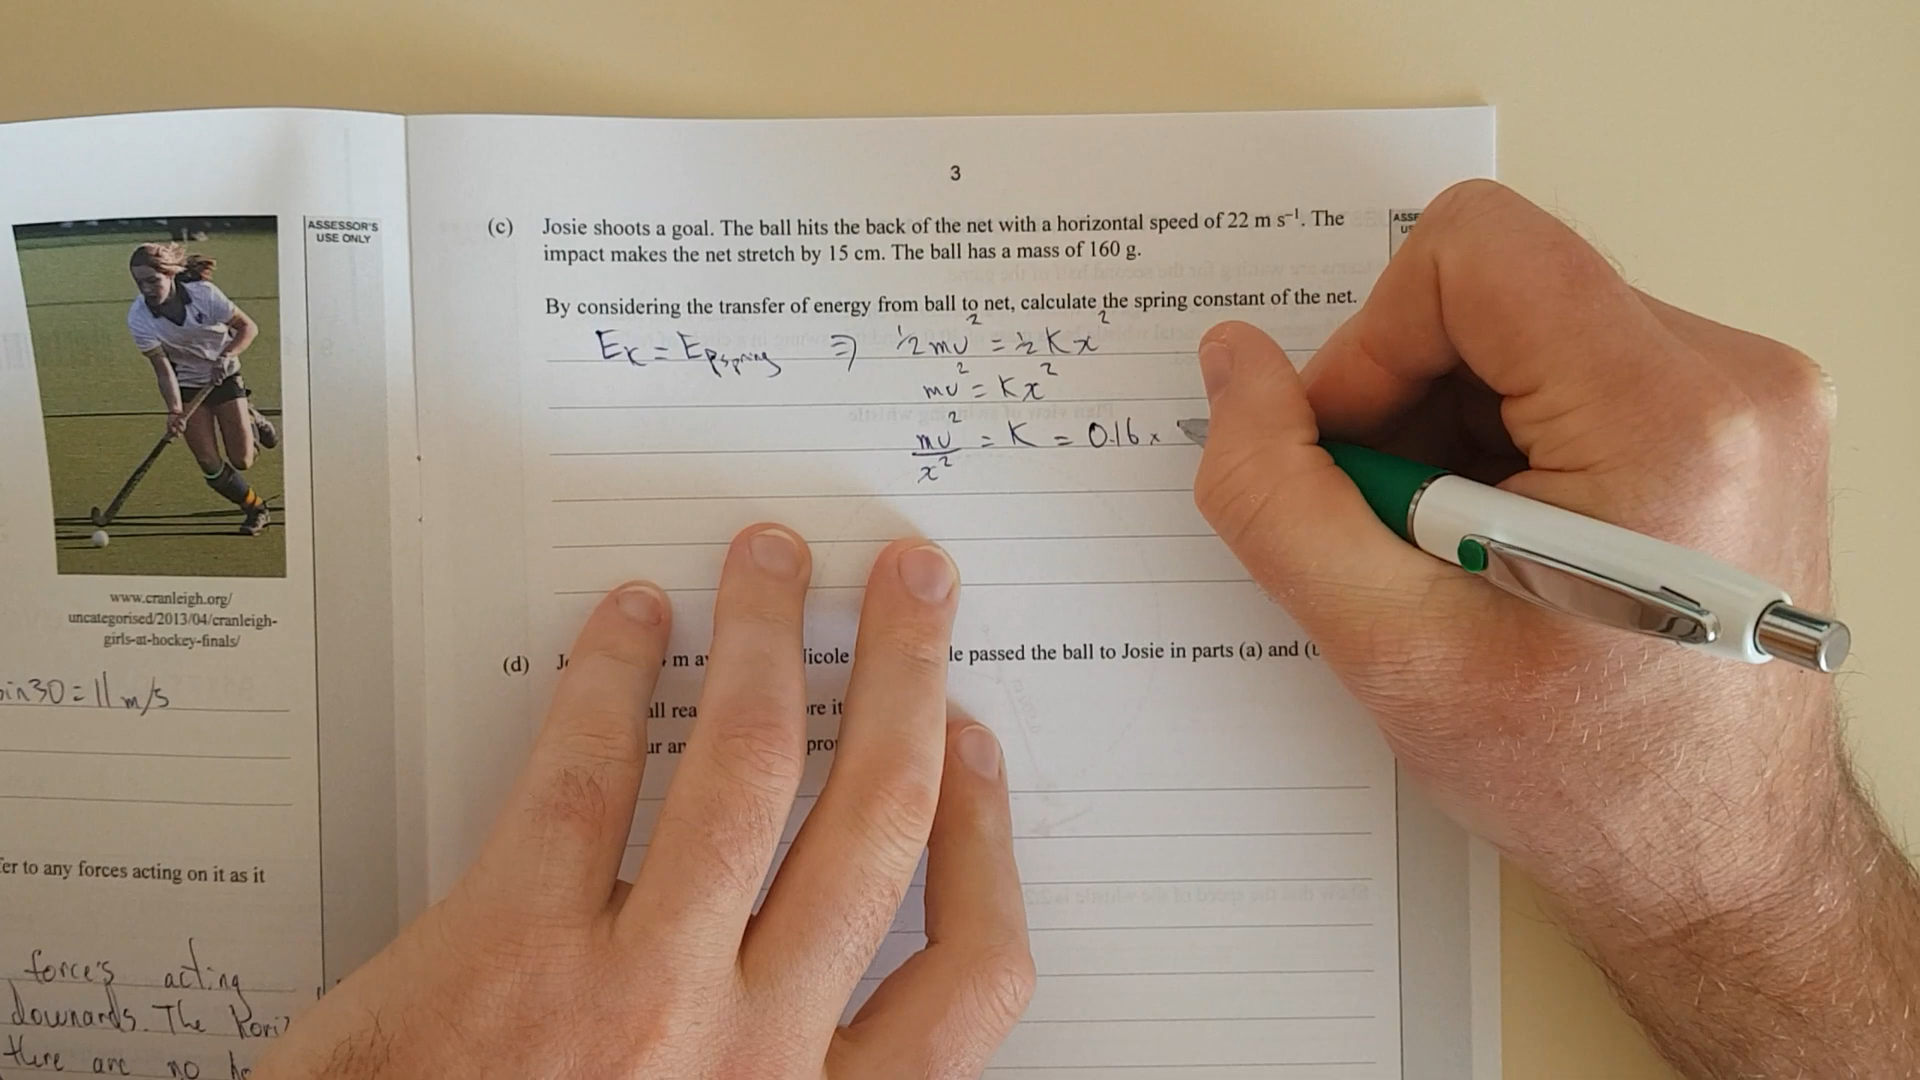 ASSESSOR'S
USE ONLY
www.cranleigh.org/
uncategorised/2013/04/cranleigh-
girls-at-hockey-finals/
in30 = 11 m/s
er to any forces acting on it as it
force's acting
downards. The
there are no
3
(c) Josie shoots a goal. The ball hits the back of the net with a horizontal speed of 22 m s⁻¹. The
impact makes the net stretch by 15 cm. The ball has a mass of 160 g.
By considering the transfer of energy from ball to net, calculate the spring constant of the net.
Eₖ = Eₚspring ⇒ ½mv² = ½Kx²
mv² = Kx²
mv²/x² = K = 0.16 ×
(d) m
le passed the ball to Josie in parts (a) and